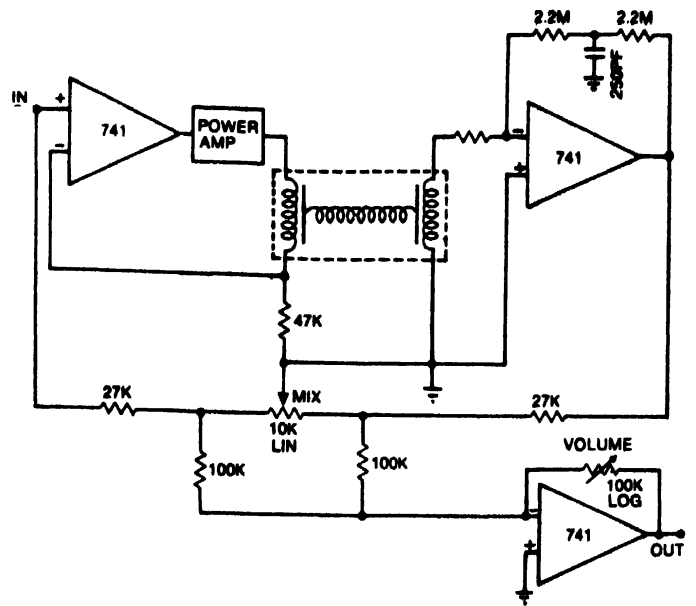 2.2M
2.2M
250PF
IN
+
741
-
POWER
AMP
-
+
741
47K
27K
MIX
10K
LIN
27K
100K
100K
VOLUME
100K
LOG
-
741
+
OUT